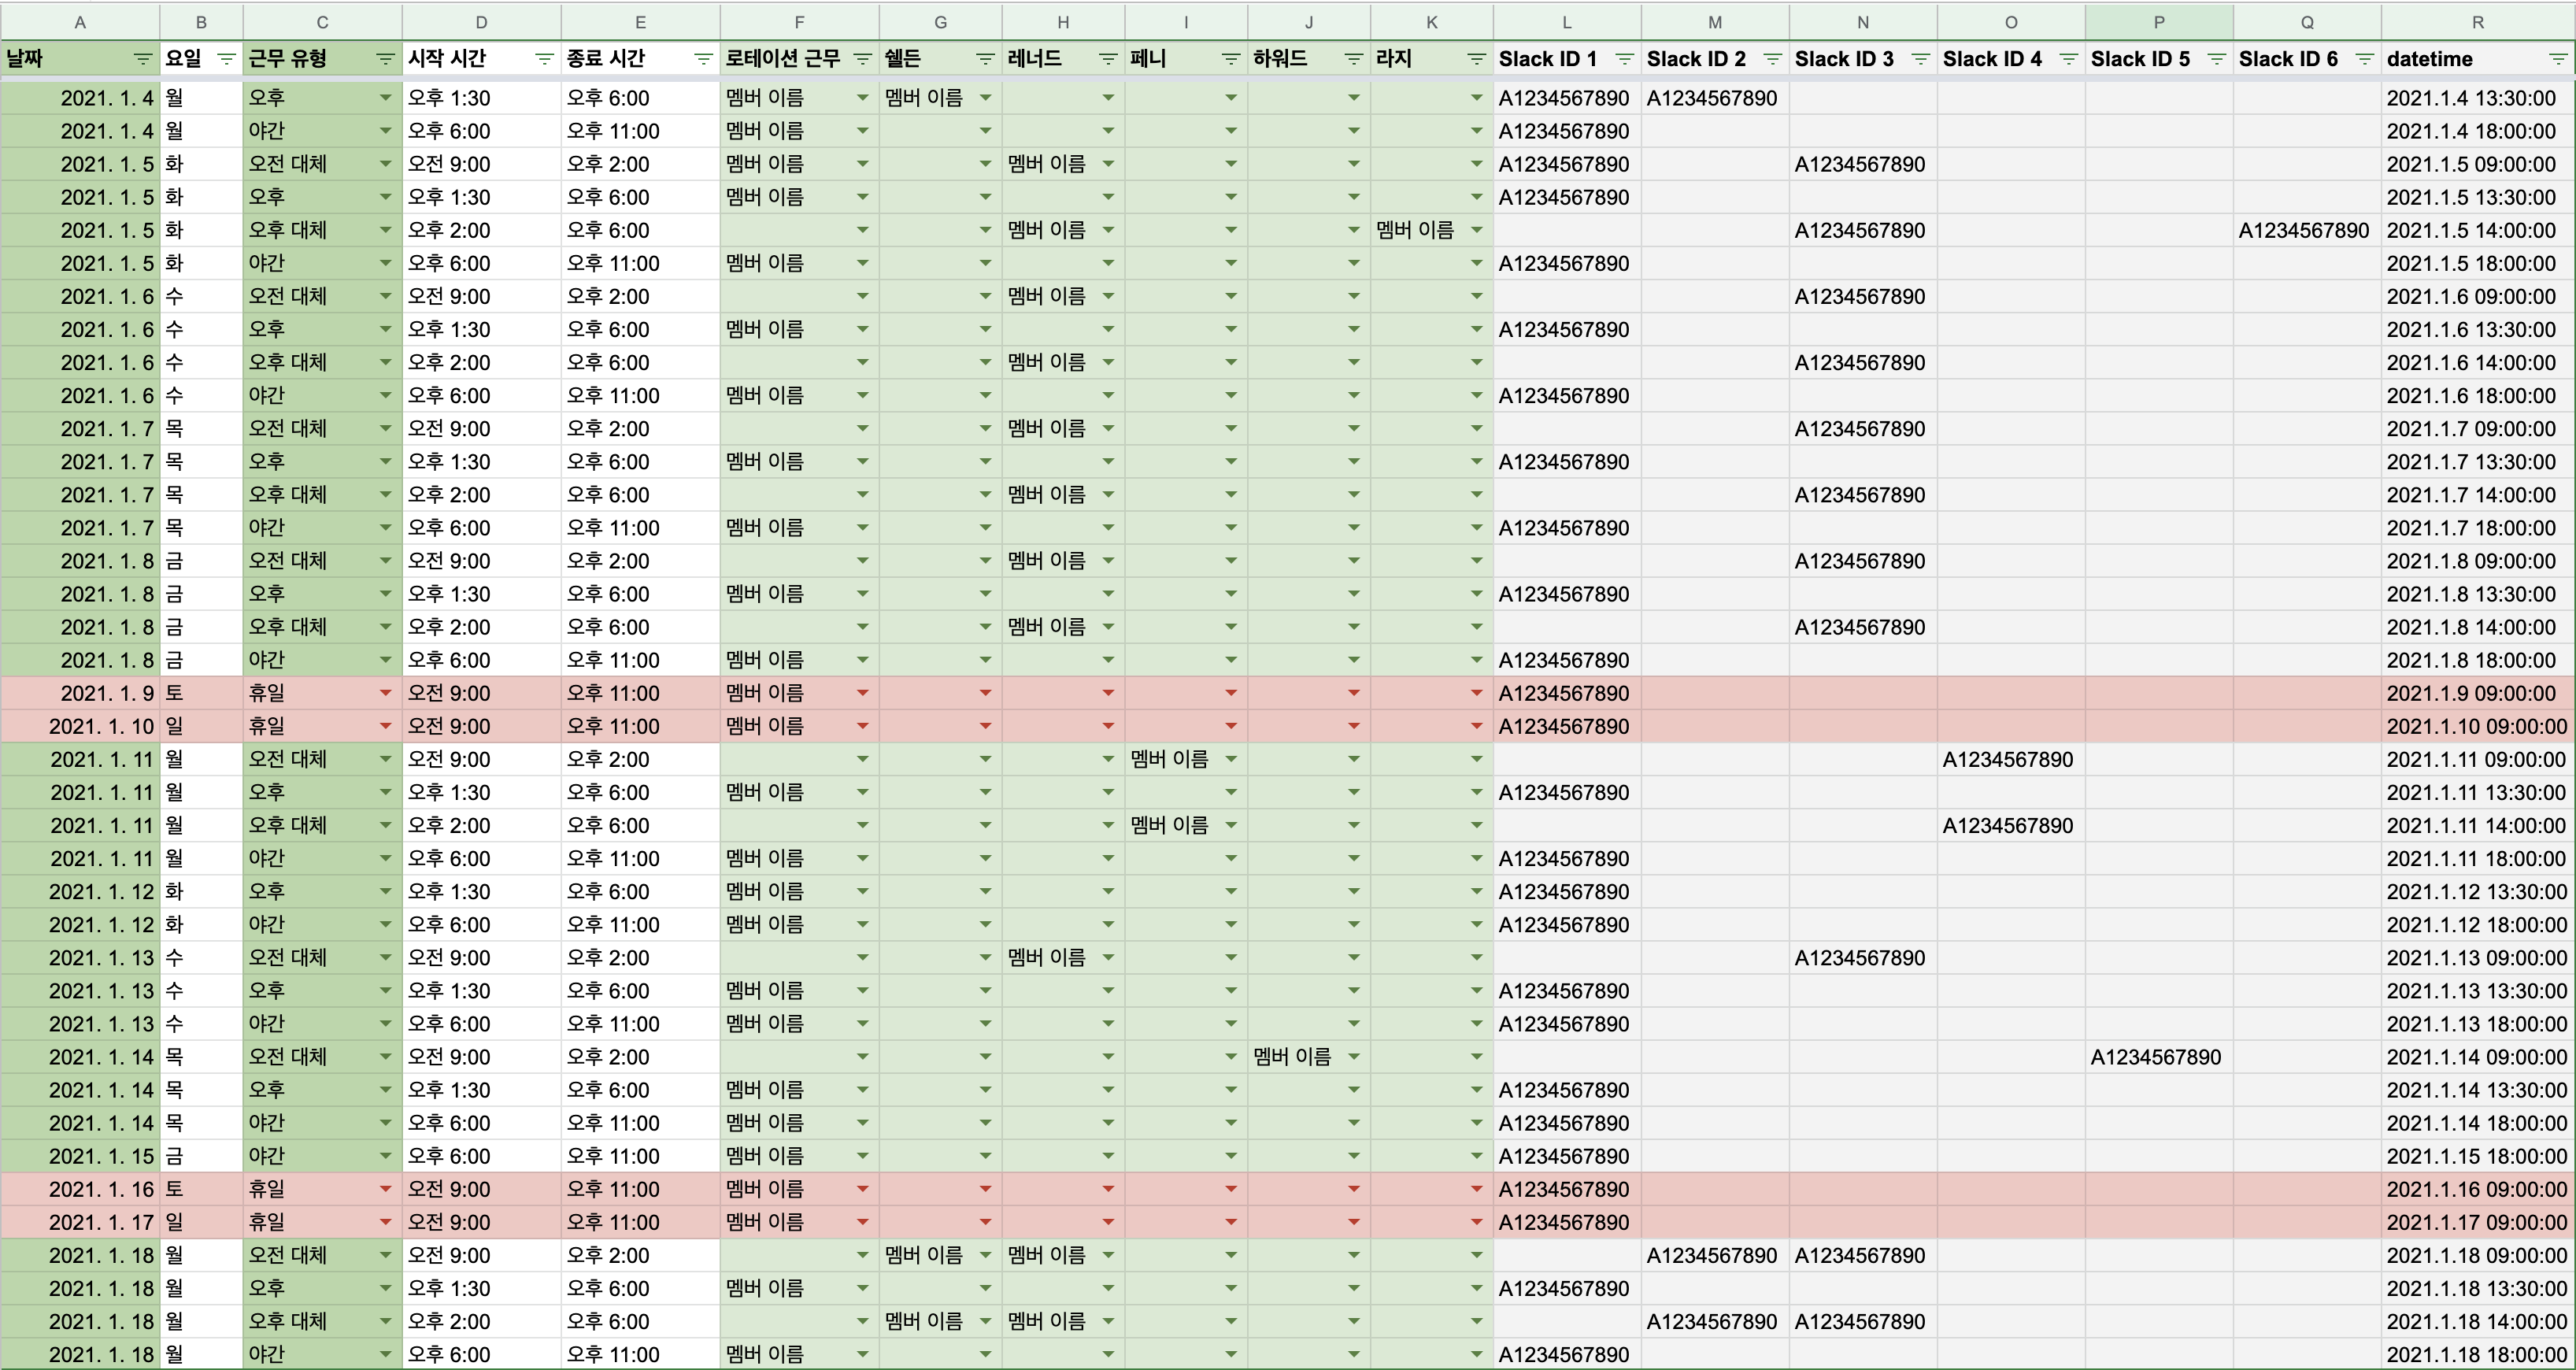 A B C D E F G H I J K L M N O P Q R
날짜 요일 근무 유형 시작 시간 종료 시간 로테이션 근무 쉘든 레너드 페니 하워드 라지 Slack ID 1 Slack ID 2 Slack ID 3 Slack ID 4 Slack ID 5 Slack ID 6 datetime
2021. 1. 4 월 오후 오후 1:30 오후 6:00 멤버 이름 멤버 이름 A1234567890 A1234567890 2021.1.4 13:30:00
2021. 1. 4 월 야간 오후 6:00 오후 11:00 멤버 이름 A1234567890 2021.1.4 18:00:00
2021. 1. 5 화 오전 대체 오전 9:00 오후 2:00 멤버 이름 멤버 이름 A1234567890 A1234567890 2021.1.5 09:00:00
2021. 1. 5 화 오후 오후 1:30 오후 6:00 멤버 이름 A1234567890 2021.1.5 13:30:00
2021. 1. 5 화 오후 대체 오후 2:00 오후 6:00 멤버 이름 멤버 이름 A1234567890 A1234567890 2021.1.5 14:00:00
2021. 1. 5 화 야간 오후 6:00 오후 11:00 멤버 이름 A1234567890 2021.1.5 18:00:00
2021. 1. 6 수 오전 대체 오전 9:00 오후 2:00 멤버 이름 A1234567890 2021.1.6 09:00:00
2021. 1. 6 수 오후 오후 1:30 오후 6:00 멤버 이름 A1234567890 2021.1.6 13:30:00
2021. 1. 6 수 오후 대체 오후 2:00 오후 6:00 멤버 이름 A1234567890 2021.1.6 14:00:00
2021. 1. 6 수 야간 오후 6:00 오후 11:00 멤버 이름 A1234567890 2021.1.6 18:00:00
2021. 1. 7 목 오전 대체 오전 9:00 오후 2:00 멤버 이름 A1234567890 2021.1.7 09:00:00
2021. 1. 7 목 오후 오후 1:30 오후 6:00 멤버 이름 A1234567890 2021.1.7 13:30:00
2021. 1. 7 목 오후 대체 오후 2:00 오후 6:00 멤버 이름 A1234567890 2021.1.7 14:00:00
2021. 1. 7 목 야간 오후 6:00 오후 11:00 멤버 이름 A1234567890 2021.1.7 18:00:00
2021. 1. 8 금 오전 대체 오전 9:00 오후 2:00 멤버 이름 A1234567890 2021.1.8 09:00:00
2021. 1. 8 금 오후 오후 1:30 오후 6:00 멤버 이름 A1234567890 2021.1.8 13:30:00
2021. 1. 8 금 오후 대체 오후 2:00 오후 6:00 멤버 이름 A1234567890 2021.1.8 14:00:00
2021. 1. 8 금 야간 오후 6:00 오후 11:00 멤버 이름 A1234567890 2021.1.8 18:00:00
2021. 1. 9 토 휴일 오전 9:00 오후 11:00 멤버 이름 A1234567890 2021.1.9 09:00:00
2021. 1. 10 일 휴일 오전 9:00 오후 11:00 멤버 이름 A1234567890 2021.1.10 09:00:00
2021. 1. 11 월 오전 대체 오전 9:00 오후 2:00 멤버 이름 A1234567890 2021.1.11 09:00:00
2021. 1. 11 월 오후 오후 1:30 오후 6:00 멤버 이름 A1234567890 2021.1.11 13:30:00
2021. 1. 11 월 오후 대체 오후 2:00 오후 6:00 멤버 이름 A1234567890 2021.1.11 14:00:00
2021. 1. 11 월 야간 오후 6:00 오후 11:00 멤버 이름 A1234567890 2021.1.11 18:00:00
2021. 1. 12 화 오후 오후 1:30 오후 6:00 멤버 이름 A1234567890 2021.1.12 13:30:00
2021. 1. 12 화 야간 오후 6:00 오후 11:00 멤버 이름 A1234567890 2021.1.12 18:00:00
2021. 1. 13 수 오전 대체 오전 9:00 오후 2:00 멤버 이름 A1234567890 2021.1.13 09:00:00
2021. 1. 13 수 오후 오후 1:30 오후 6:00 멤버 이름 A1234567890 2021.1.13 13:30:00
2021. 1. 13 수 야간 오후 6:00 오후 11:00 멤버 이름 A1234567890 2021.1.13 18:00:00
2021. 1. 14 목 오전 대체 오전 9:00 오후 2:00 멤버 이름 A1234567890 2021.1.14 09:00:00
2021. 1. 14 목 오후 오후 1:30 오후 6:00 멤버 이름 A1234567890 2021.1.14 13:30:00
2021. 1. 14 목 야간 오후 6:00 오후 11:00 멤버 이름 A1234567890 2021.1.14 18:00:00
2021. 1. 15 금 야간 오후 6:00 오후 11:00 멤버 이름 A1234567890 2021.1.15 18:00:00
2021. 1. 16 토 휴일 오전 9:00 오후 11:00 멤버 이름 A1234567890 2021.1.16 09:00:00
2021. 1. 17 일 휴일 오전 9:00 오후 11:00 멤버 이름 A1234567890 2021.1.17 09:00:00
2021. 1. 18 월 오전 대체 오전 9:00 오후 2:00 멤버 이름 멤버 이름 A1234567890 A1234567890 2021.1.18 09:00:00
2021. 1. 18 월 오후 오후 1:30 오후 6:00 멤버 이름 A1234567890 2021.1.18 13:30:00
2021. 1. 18 월 오후 대체 오후 2:00 오후 6:00 멤버 이름 멤버 이름 A1234567890 A1234567890 2021.1.18 14:00:00
2021. 1. 18 월 야간 오후 6:00 오후 11:00 멤버 이름 A1234567890 2021.1.18 18:00:00